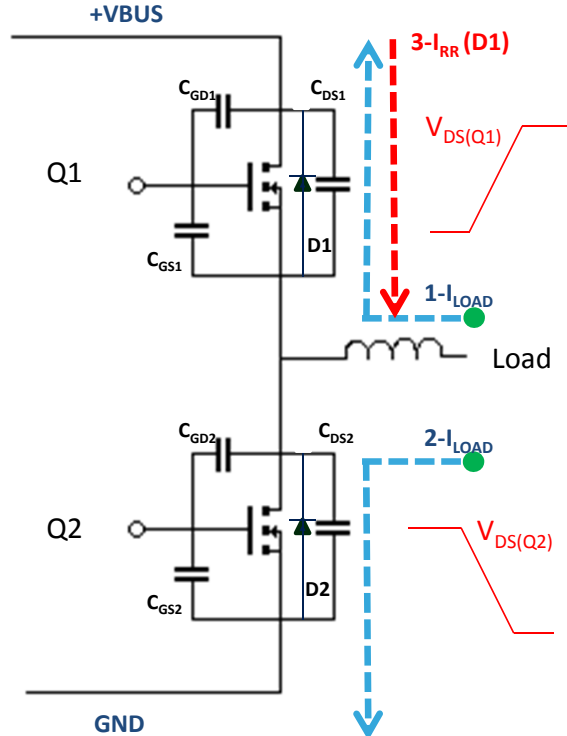 +VBUS
3-IRR (D1)
CGD1
CDS1
VDS(Q1)
Q1
D1
CGS1
1-ILOAD
Load
CGD2
CDS2
2-ILOAD
Q2
VDS(Q2)
D2
CGS2
GND